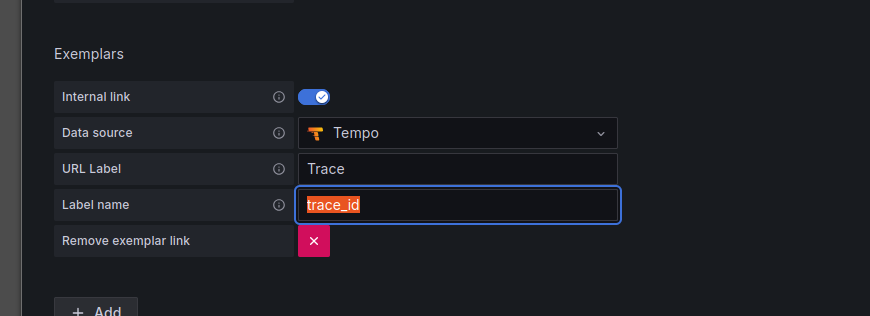 Exemplars
Internal link
Data source
Tempo
URL Label
Trace
Label name
trace_id
Remove exemplar link
Add